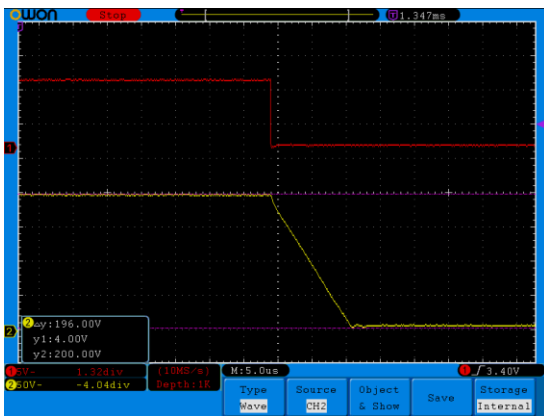 owon Stop T 1.347ms
1
2
2 △y:196.00V
y1:4.00V
y2:200.00V
1 5V~ 1.32div (10MS/s) M:5.0us 1 3.40V
2 50V~ -4.04div Depth:1K
Type Source Object Save Storage
Wave CH2 & Show Internal